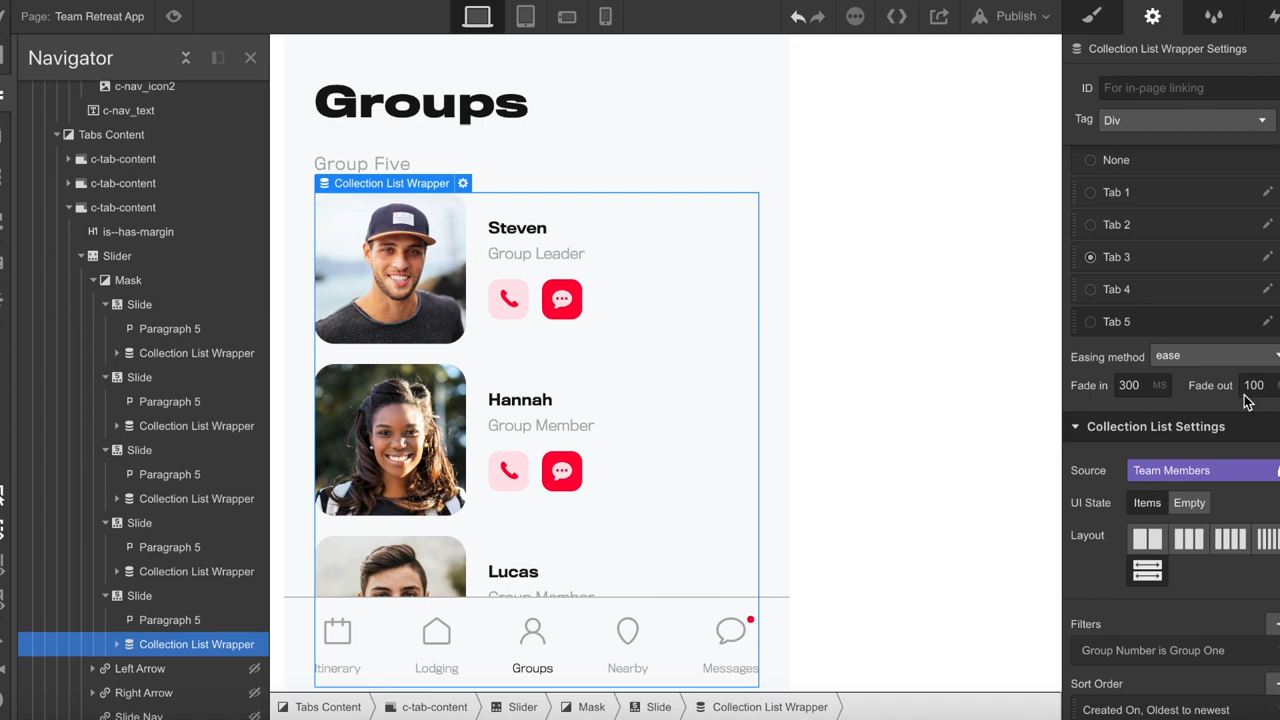 Page: Team Retreat App
Publish
Navigator
c-nav_icon2
c-nav_text
Tabs Content
c-tab-content
c-tab-content
c-tab-content
H1 is--has-margin
Slider
Mask
Slide
Paragraph 5
Collection List Wrapper
Slide
Paragraph 5
Collection List Wrapper
Slide
Paragraph 5
Collection List Wrapper
Slide
Paragraph 5
Collection List Wrapper
Slide
Paragraph 5
Collection List Wrapper
Left Arrow
Right Arrow
Slide Nav
Groups
Group Five
Collection List Wrapper
Steven
Group Leader
Hannah
Group Member
Lucas
Group Member
Itinerary Lodging Groups Nearby Messages
Tabs Content c-tab-content Slider Mask Slide Collection List Wrapper
Collection List Wrapper Settings
ID For in-page linking
Tag Div
None
Tab 1
Tab 2
Tab 3
Tab 4
Tab 5
Easing method ease
Fade in 300 MS Fade out 100
Collection List Settings
Source Team Members
UI State Items Empty
Layout
Filters
Group Number is Group One
Sort Order
Created On, Oldest to newest